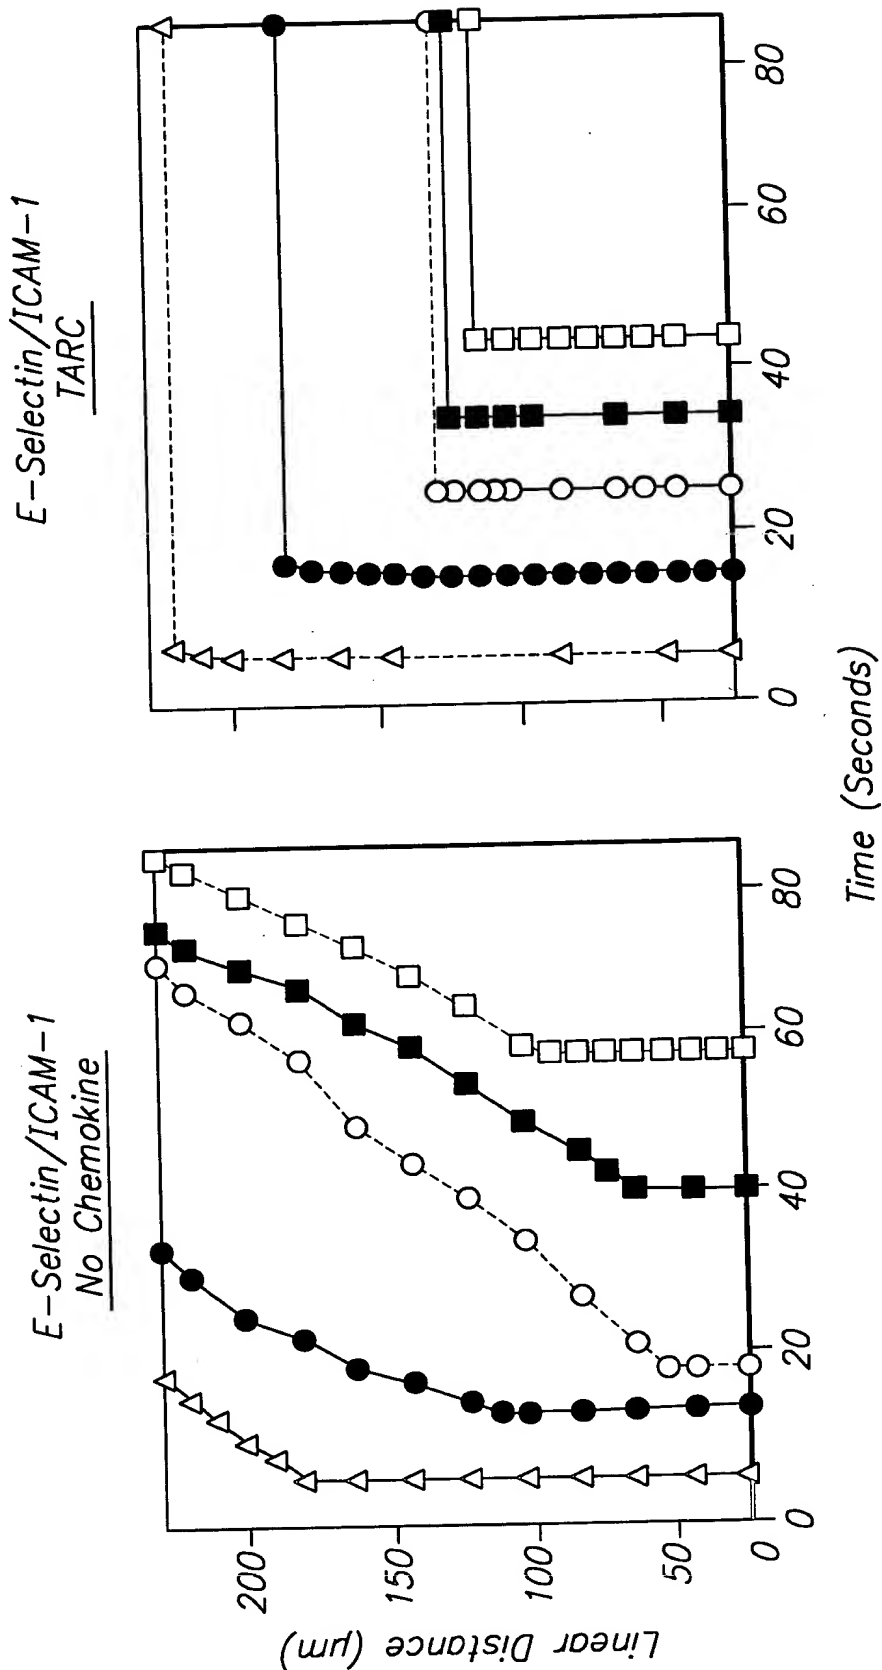 E-Selectin/ICAM-1
No Chemokine
E-Selectin/ICAM-1
TARC
Linear Distance (µm)
200
150
100
50
0
0
20
40
60
80
0
20
40
60
80
Time (Seconds)